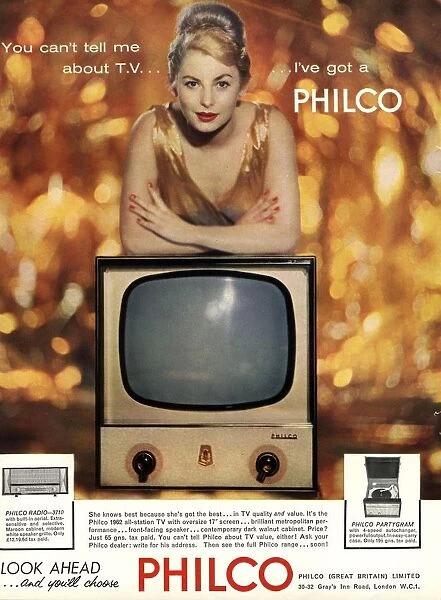 You can't tell me
about T.V. . .
. . .I've got a
PHILCO
PHILCO
PHILCO RADIO—3710
with built-in aerial. Extra-
sensitive and selective.
Maroon cabinet, modern
white speaker grille. Only
£12.19.6d tax paid.
She knows best because she's got the best . . . in TV quality and value. It's the
Philco 1962 all-station TV with oversize 17" screen . . . brilliant metropolitan per-
formance . . . front-facing speaker . . . contemporary dark walnut cabinet. Price?
Just 65 gns. tax paid. You can't tell Philco about TV value, either! Ask your
Philco dealer: write for his address. Then see the full Philco range . . . soon!
PHILCO PARTYGRAM
with 4-speed autochanger,
powerful output. In easy-carry
case. Only 19½ gns. tax paid.
LOOK AHEAD
...and you'll choose
PHILCO
PHILCO (GREAT BRITAIN) LIMITED
30-32 Gray's Inn Road, London W.C.1.